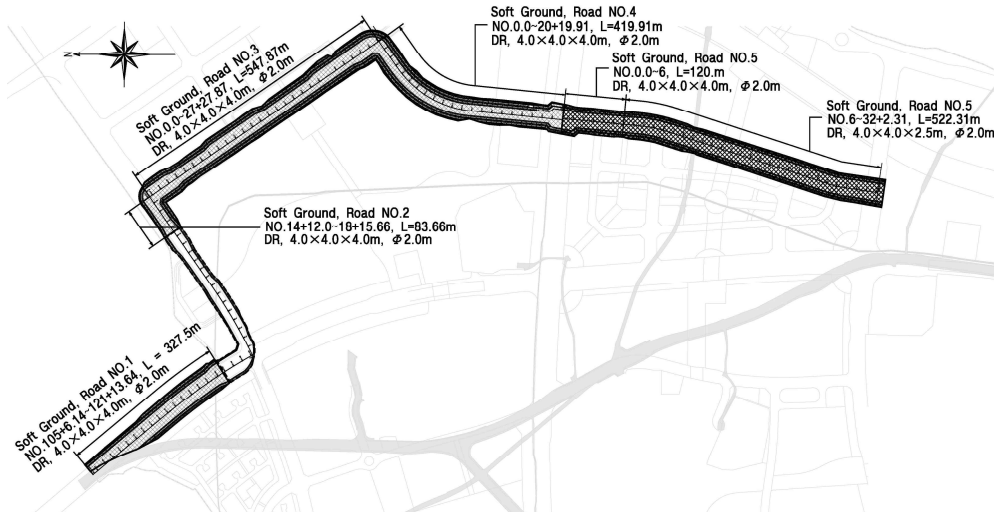 Soft Ground, Road NO.4
NO.0.0~20+19.91, L=419.91m
DR, 4.0×4.0×4.0m, Φ2.0m
Soft Ground, Road NO.5
NO.0.0~6, L=120.m
DR, 4.0×4.0×4.0m, Φ2.0m
Soft Ground, Road NO.5
NO.6~32+2.31, L=522.31m
DR, 4.0×4.0×2.5m, Φ2.0m
N
Soft Ground, Road NO.3
NO.0.0~27+27.87, L=547.87m
DR, 4.0×4.0×4.0m, Φ2.0m
Soft Ground, Road NO.2
NO.14+12.0~18+15.66, L=83.66m
DR, 4.0×4.0×4.0m, Φ2.0m
Soft Ground, Road NO.1
NO.105+6.14~121+13.64, L = 327.5m
DR, 4.0×4.0×4.0m, Φ2.0m